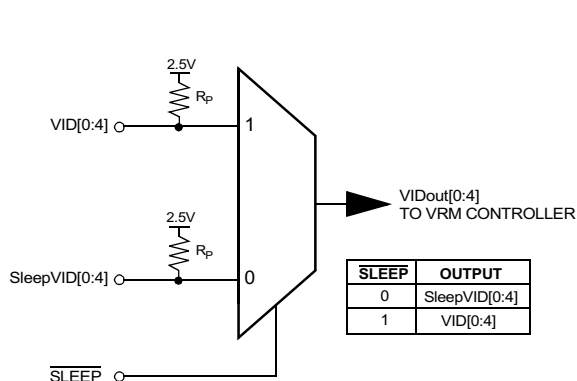 2.5V
RP
VID[0:4]
1
VIDout[0:4]
TO VRM CONTROLLER
2.5V
RP
SleepVID[0:4]
0
SLEEP OUTPUT
0 SleepVID[0:4]
1 VID[0:4]
SLEEP